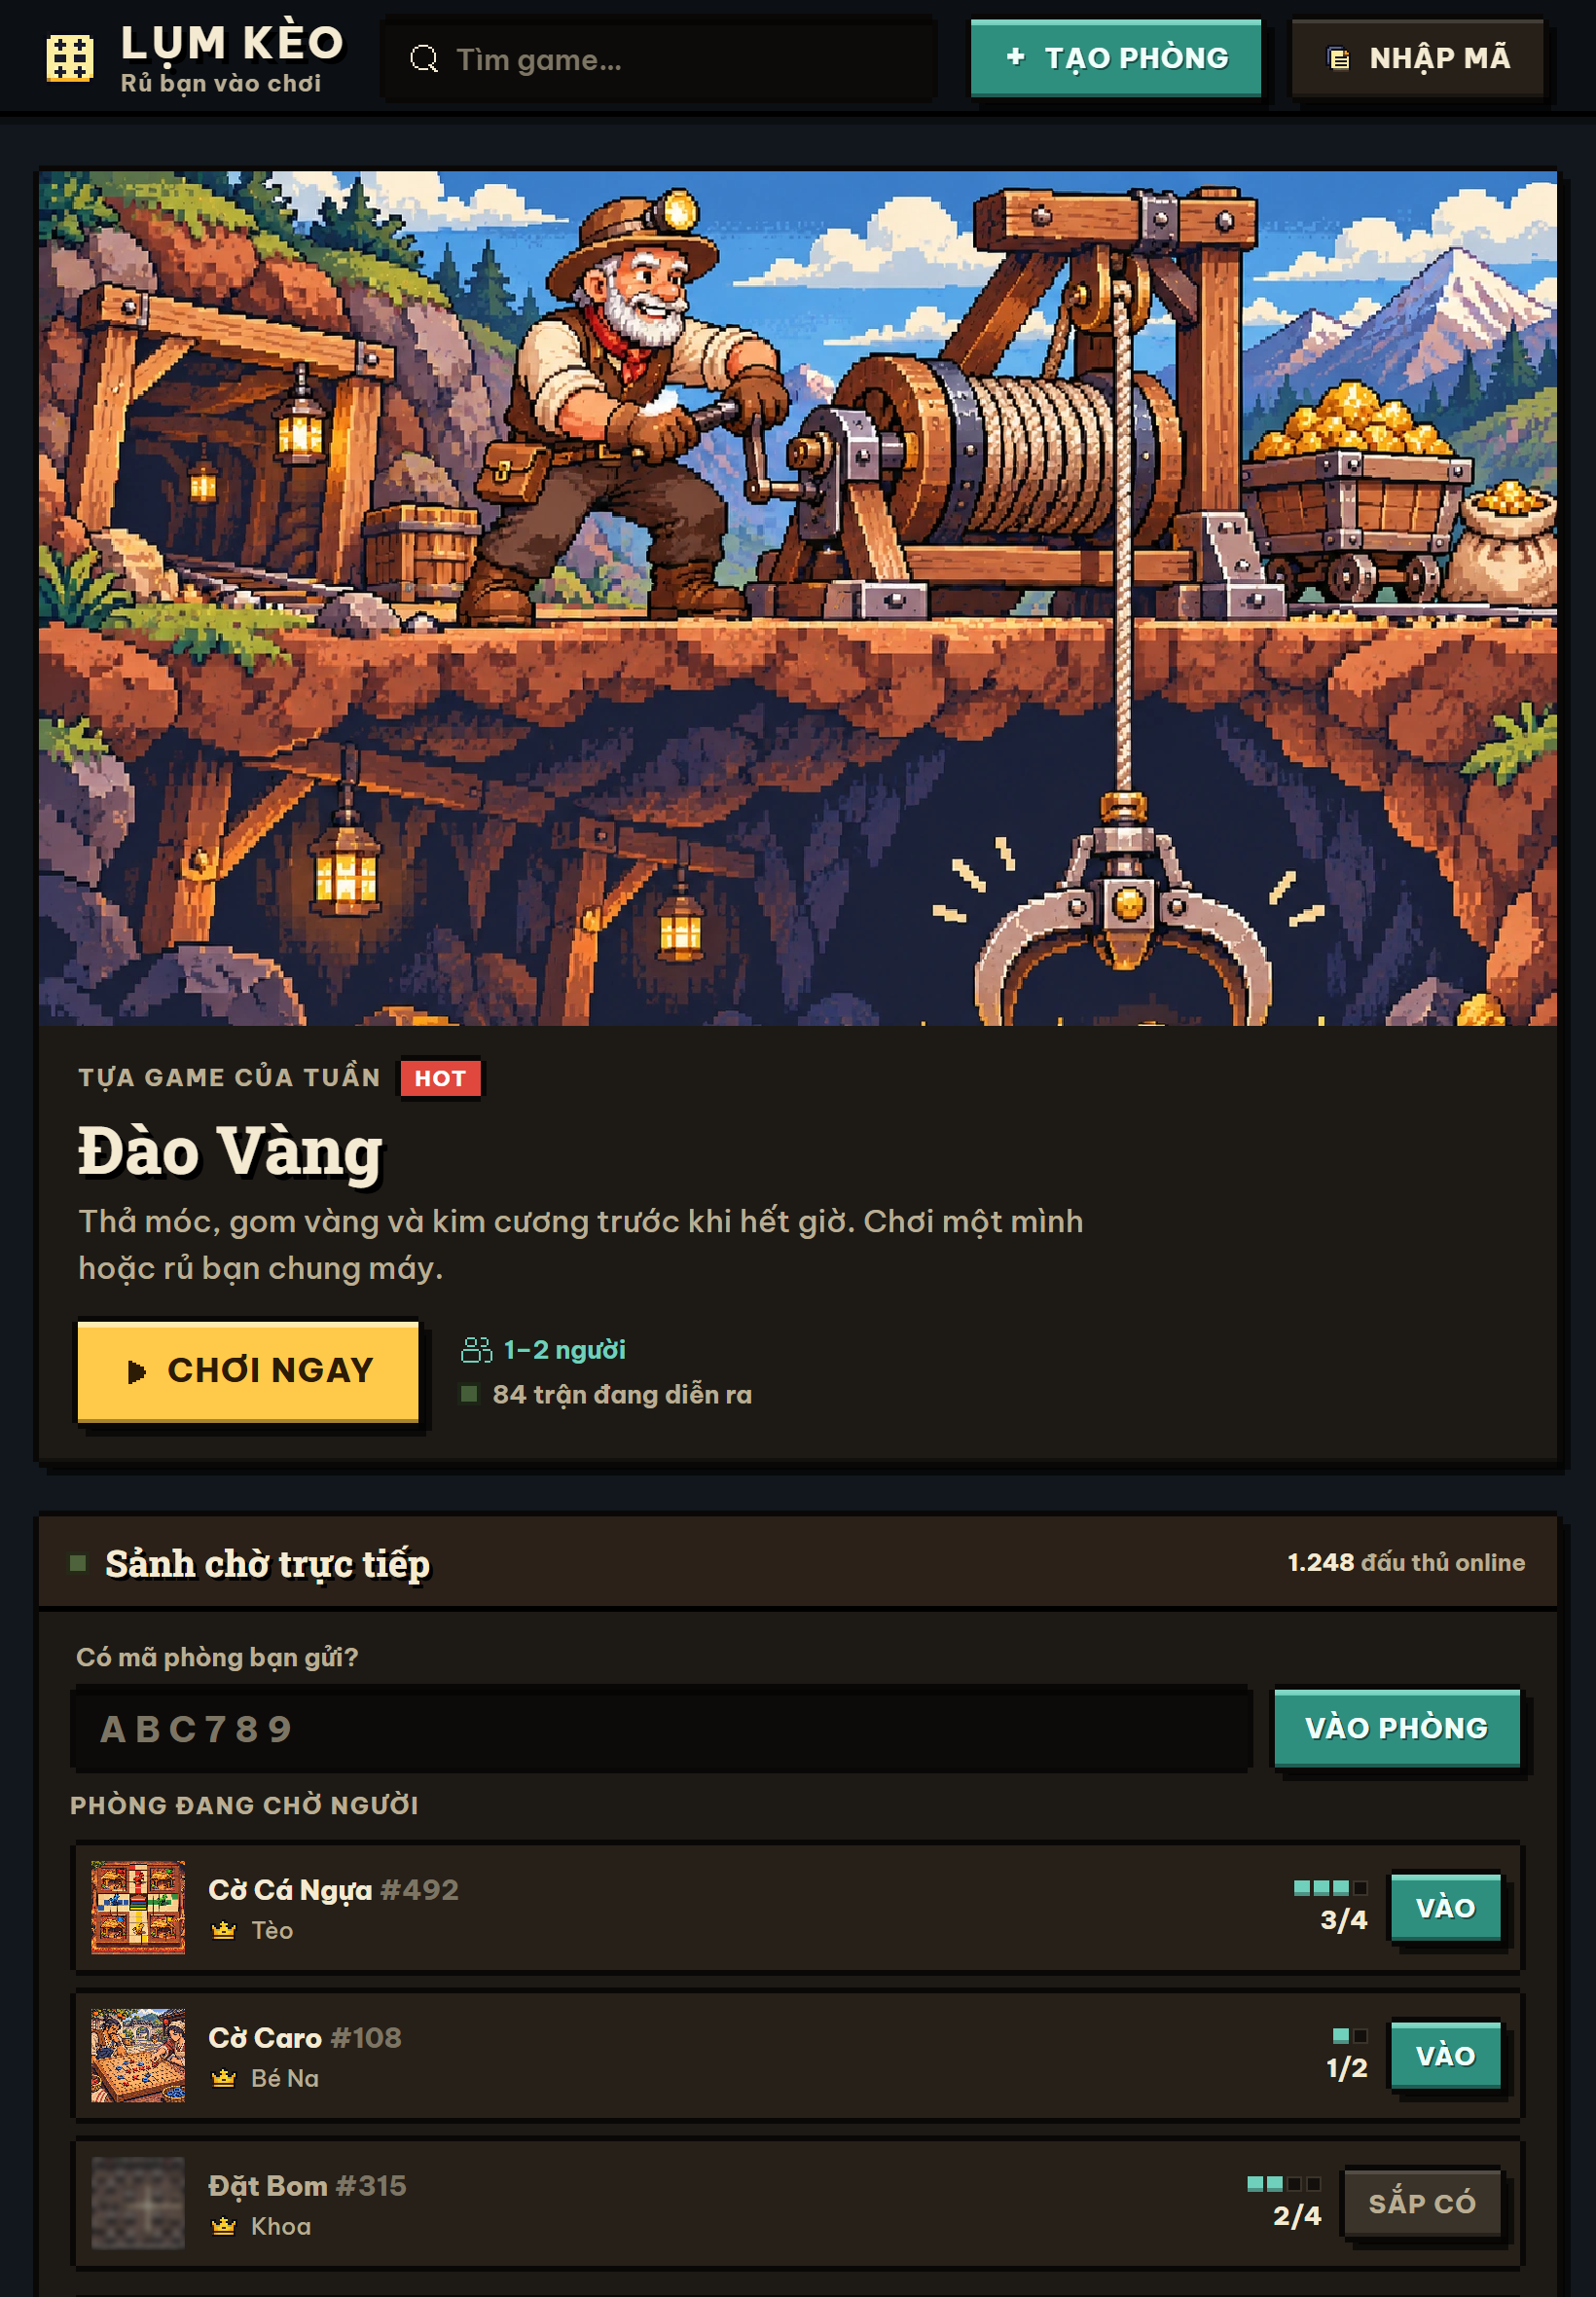 LỤM KÈO
Rủ bạn vào chơi
Tìm game...
+ TẠO PHÒNG
NHẬP MÃ
TỰA GAME CỦA TUẦN HOT
Đào Vàng
Thả móc, gom vàng và kim cương trước khi hết giờ. Chơi một mình
hoặc rủ bạn chung máy.
CHƠI NGAY
1–2 người
84 trận đang diễn ra
Sảnh chờ trực tiếp
1.248 đấu thủ online
Có mã phòng bạn gửi?
ABC789
VÀO PHÒNG
PHÒNG ĐANG CHỜ NGƯỜI
Cờ Cá Ngựa #492
Tèo
3/4
VÀO
Cờ Caro #108
Bé Na
1/2
VÀO
Đặt Bom #315
Khoa
2/4
SẮP CÓ